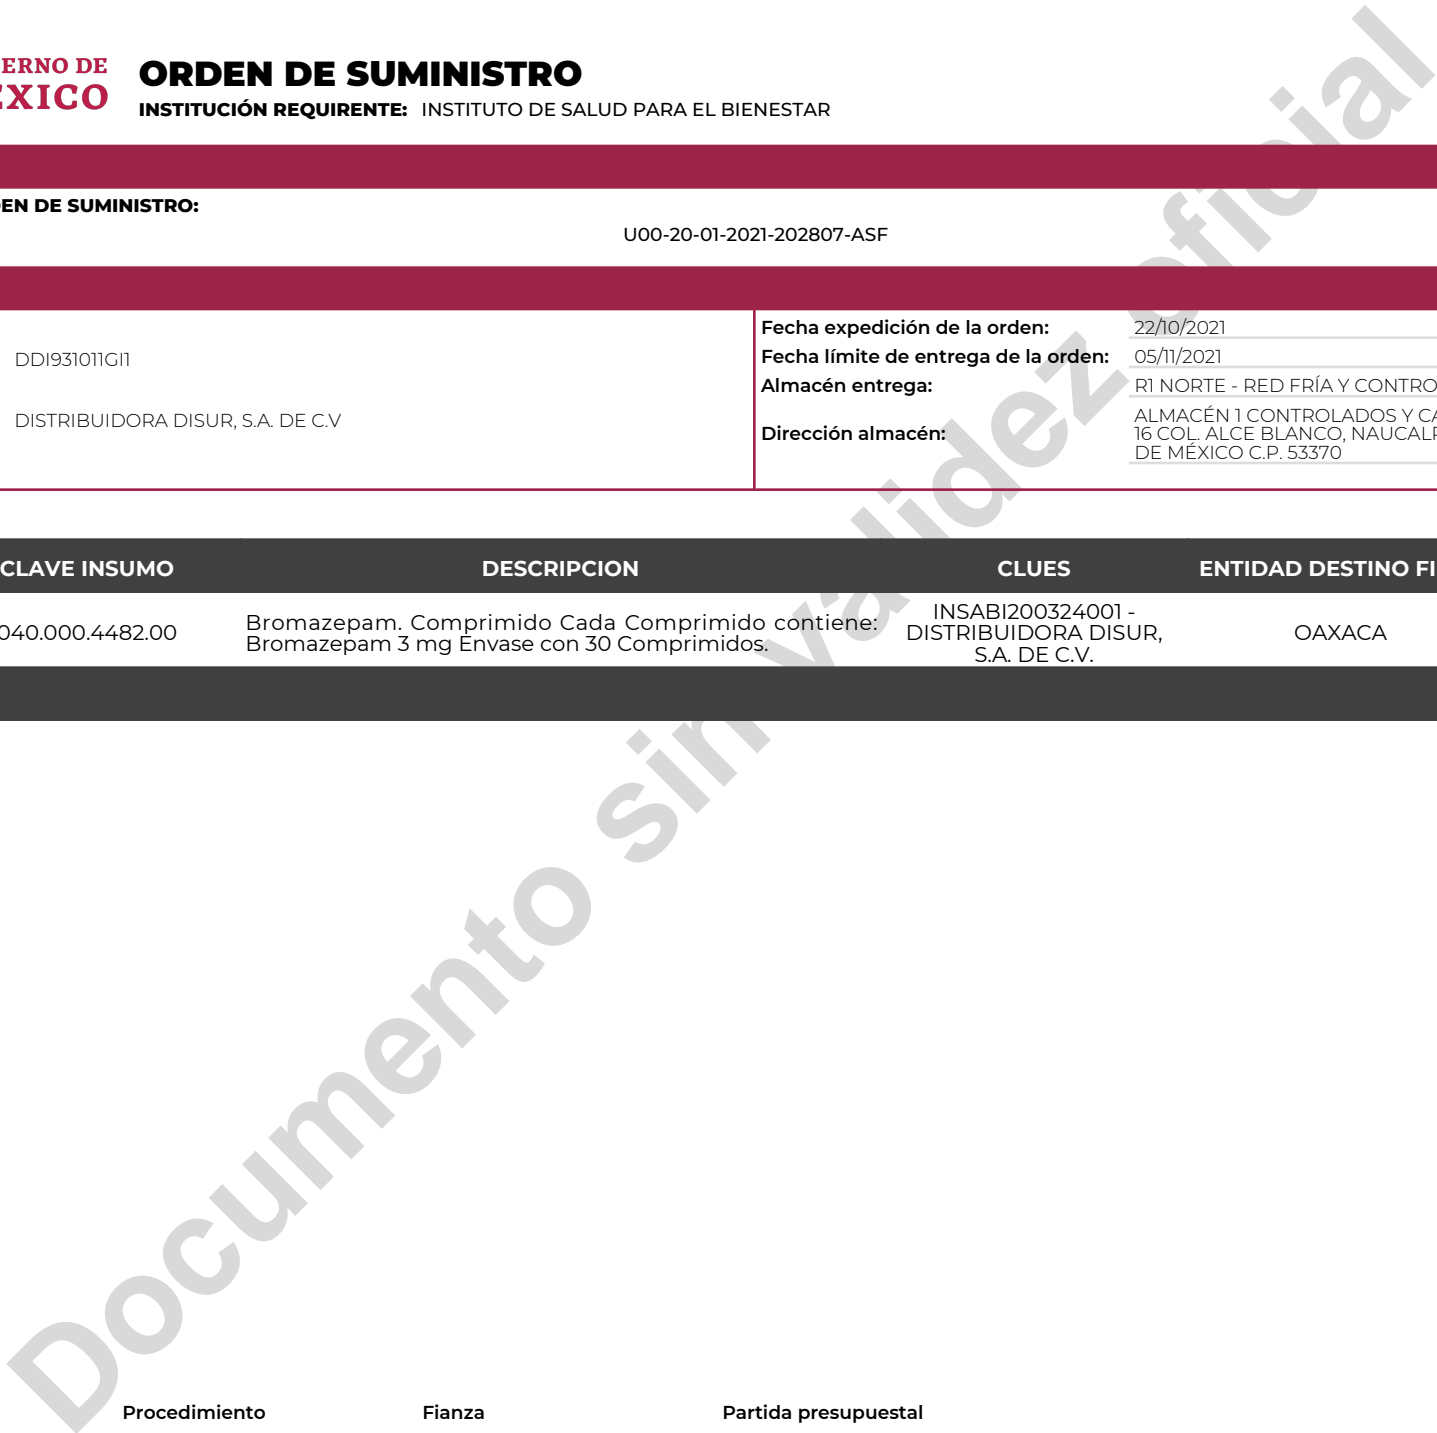 ERNO DE
ÉXICO
ORDEN DE SUMINISTRO
INSTITUCIÓN REQUIRENTE: INSTITUTO DE SALUD PARA EL BIENESTAR
EN DE SUMINISTRO:
U00-20-01-2021-202807-ASF
DDI931011GI1
DISTRIBUIDORA DISUR, S.A. DE C.V
Fecha expedición de la orden: 22/10/2021
Fecha límite de entrega de la orden: 05/11/2021
Almacén entrega: R1 NORTE - RED FRÍA Y CONTRO
Dirección almacén: ALMACÉN 1 CONTROLADOS Y CA
16 COL. ALCE BLANCO, NAUCALP
DE MÉXICO C.P. 53370
CLAVE INSUMO DESCRIPCION CLUES ENTIDAD DESTINO FI
040.000.4482.00
Bromazepam. Comprimido Cada Comprimido contiene:
Bromazepam 3 mg Envase con 30 Comprimidos.
INSABI200324001 -
DISTRIBUIDORA DISUR,
S.A. DE C.V.
OAXACA
Documento sin validez oficial
Procedimiento Fianza Partida presupuestal